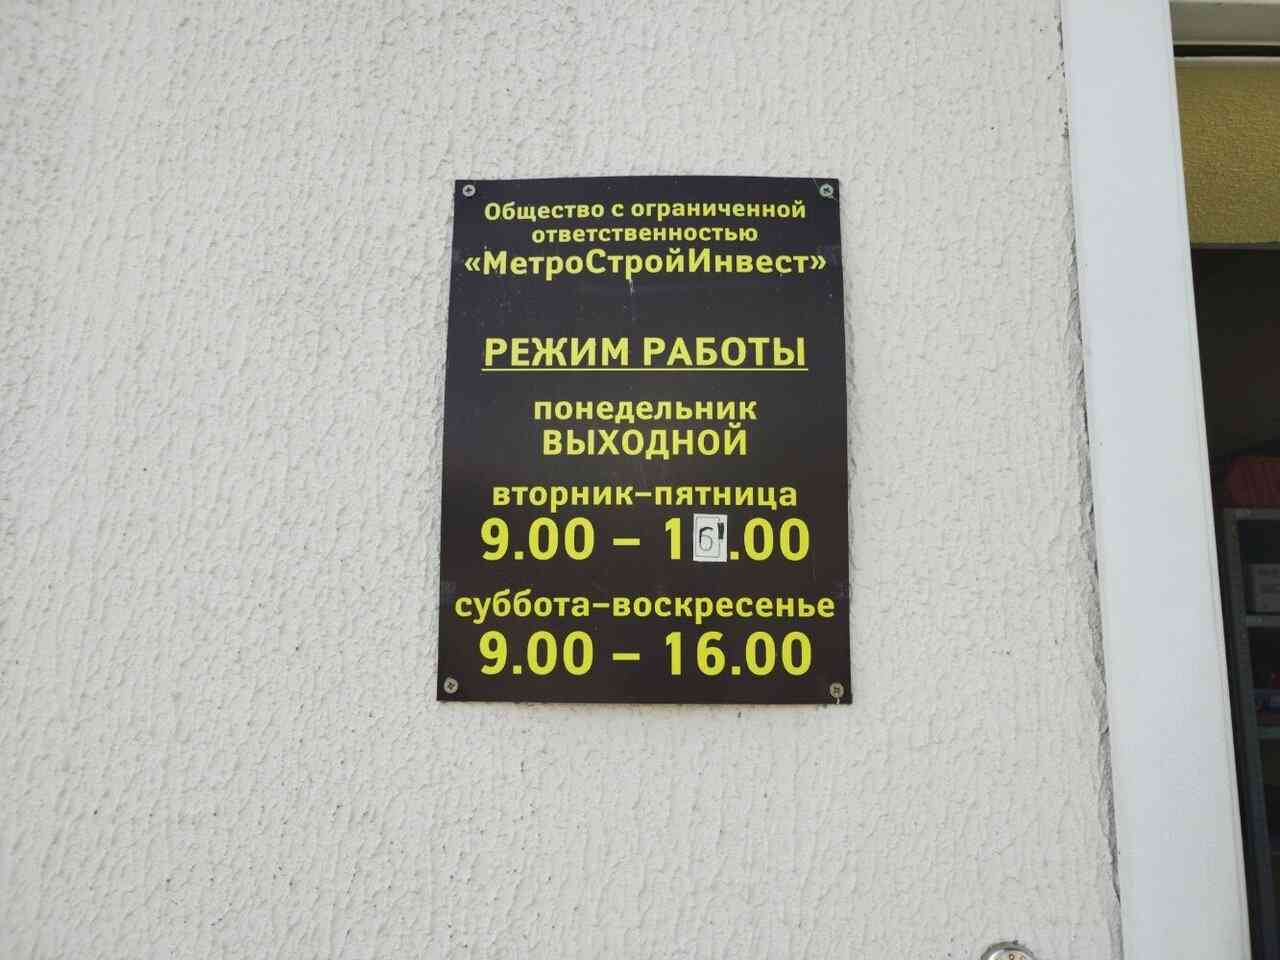 Общество с ограниченной
ответственностью
«МетроСтройИнвест»
РЕЖИМ РАБОТЫ
понедельник
ВЫХОДНОЙ
вторник–пятница
9.00 – 16.00
суббота–воскресенье
9.00 – 16.00